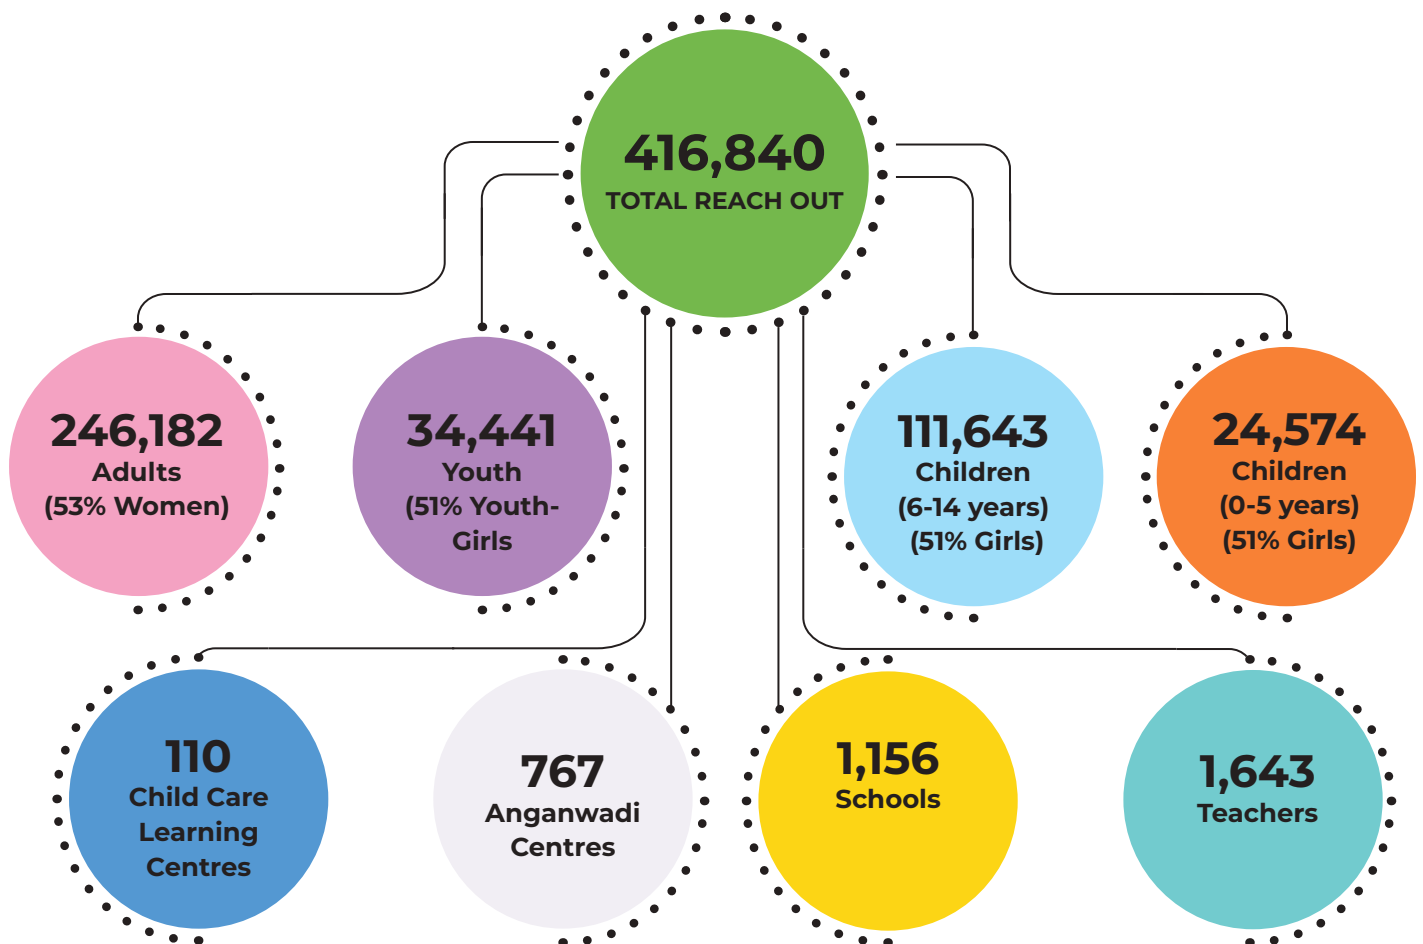 416,840
TOTAL REACH OUT
246,182
Adults
(53% Women)
34,441
Youth
(51% Youth-
Girls
111,643
Children
(6-14 years)
(51% Girls)
24,574
Children
(0-5 years)
(51% Girls)
110
Child Care
Learning
Centres
767
Anganwadi
Centres
1,156
Schools
1,643
Teachers